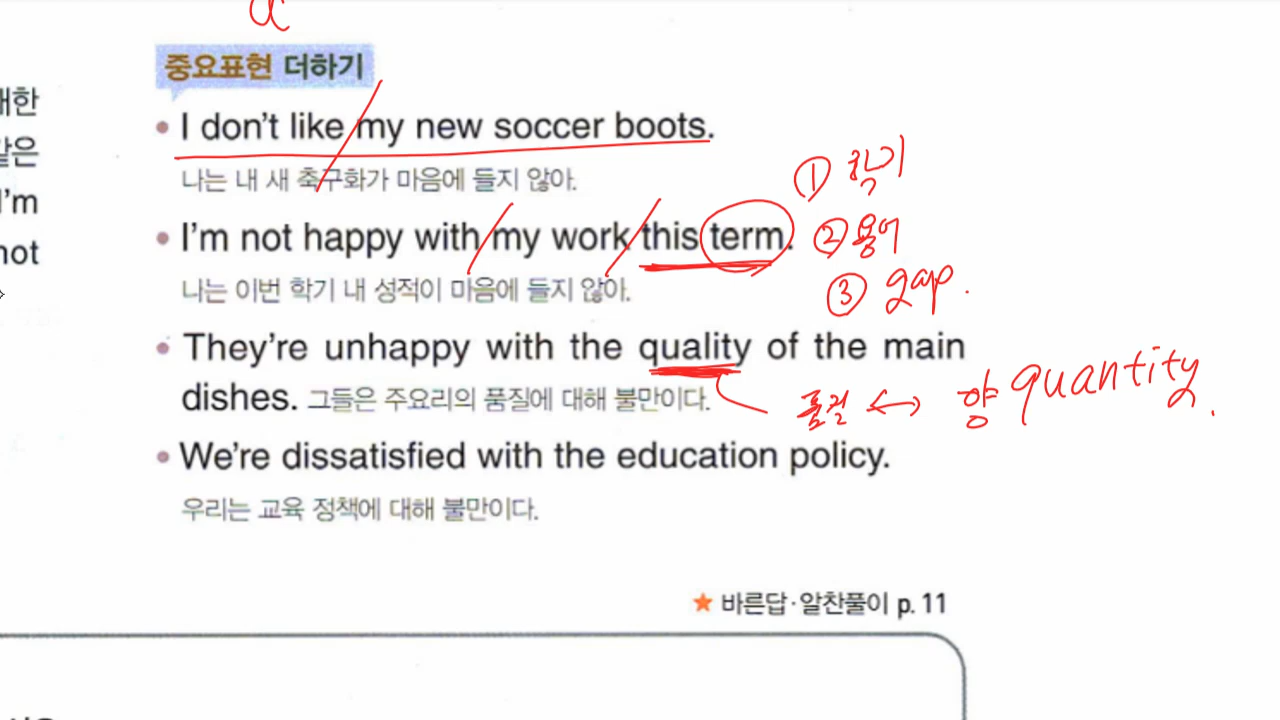 중요표현 더하기
대한
같은
I'm
not
• I don't like my new soccer boots.
나는 내 새 축구화가 마음에 들지 않아.
① 학기
• I'm not happy with my work this term.
② 용어
나는 이번 학기 내 성적이 마음에 들지 않아.
③ gap.
• They're unhappy with the quality of the main
dishes. 그들은 주요리의 품질에 대해 불만이다.
품질 ↔ 양 quantity.
• We're dissatisfied with the education policy.
우리는 교육 정책에 대해 불만이다.
★ 바른답·알찬풀이 p. 11